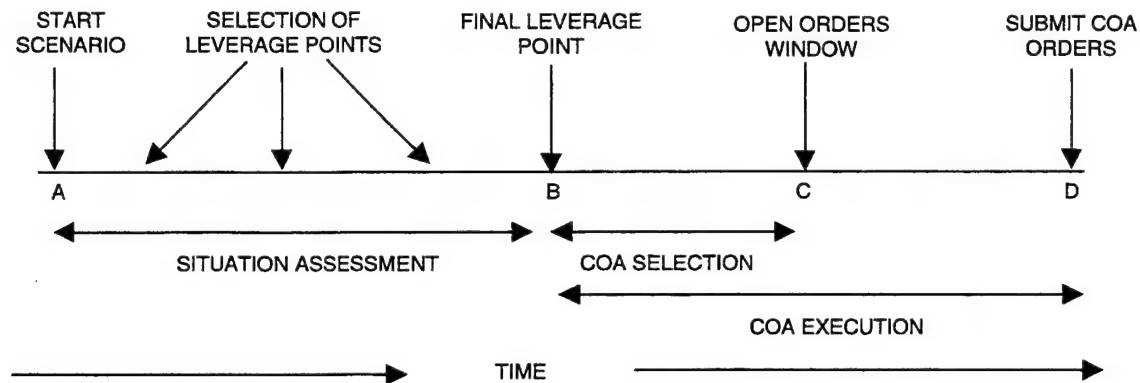 START
SCENARIO
SELECTION OF
LEVERAGE POINTS
FINAL LEVERAGE
POINT
OPEN ORDERS
WINDOW
SUBMIT COA
ORDERS
A
B
C
D
SITUATION ASSESSMENT
COA SELECTION
COA EXECUTION
TIME